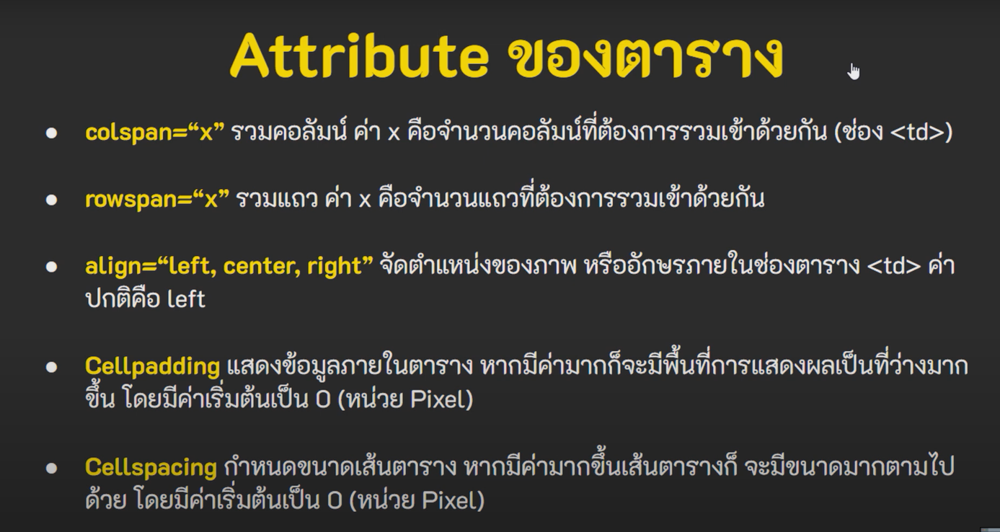 Attribute ของตาราง
● colspan=“x” รวมคอลัมน์ ค่า x คือจำนวนคอลัมน์ที่ต้องการรวมเข้าด้วยกัน (ช่อง <td>)
● rowspan=“x” รวมแถว ค่า x คือจำนวนแถวที่ต้องการรวมเข้าด้วยกัน
● align=“left, center, right” จัดตำแหน่งของภาพ หรืออักษรภายในช่องตาราง <td> ค่า
ปกติคือ left
● Cellpadding แสดงข้อมูลภายในตาราง หากมีค่ามากก็จะมีพื้นที่การแสดงผลเป็นที่ว่างมาก
ขึ้น โดยมีค่าเริ่มต้นเป็น 0 (หน่วย Pixel)
● Cellspacing กำหนดขนาดเส้นตาราง หากมีค่ามากขึ้นเส้นตารางก็ จะมีขนาดมากตามไป
ด้วย โดยมีค่าเริ่มต้นเป็น 0 (หน่วย Pixel)